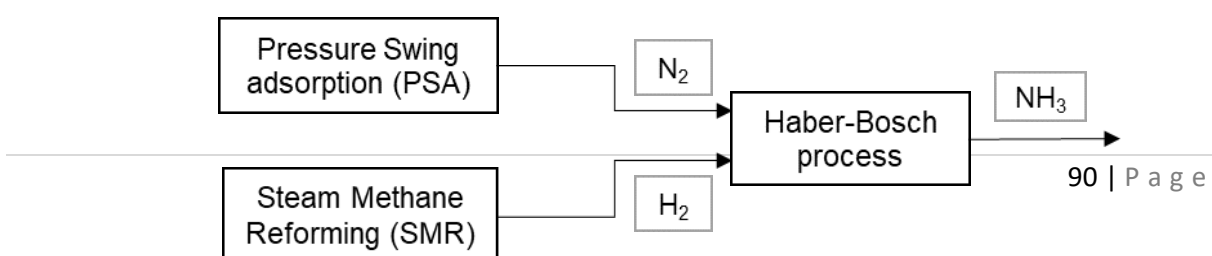 Pressure Swing
adsorption (PSA)
N₂
NH₃
Haber-Bosch
process
90 | P a g e
Steam Methane
Reforming (SMR)
H₂